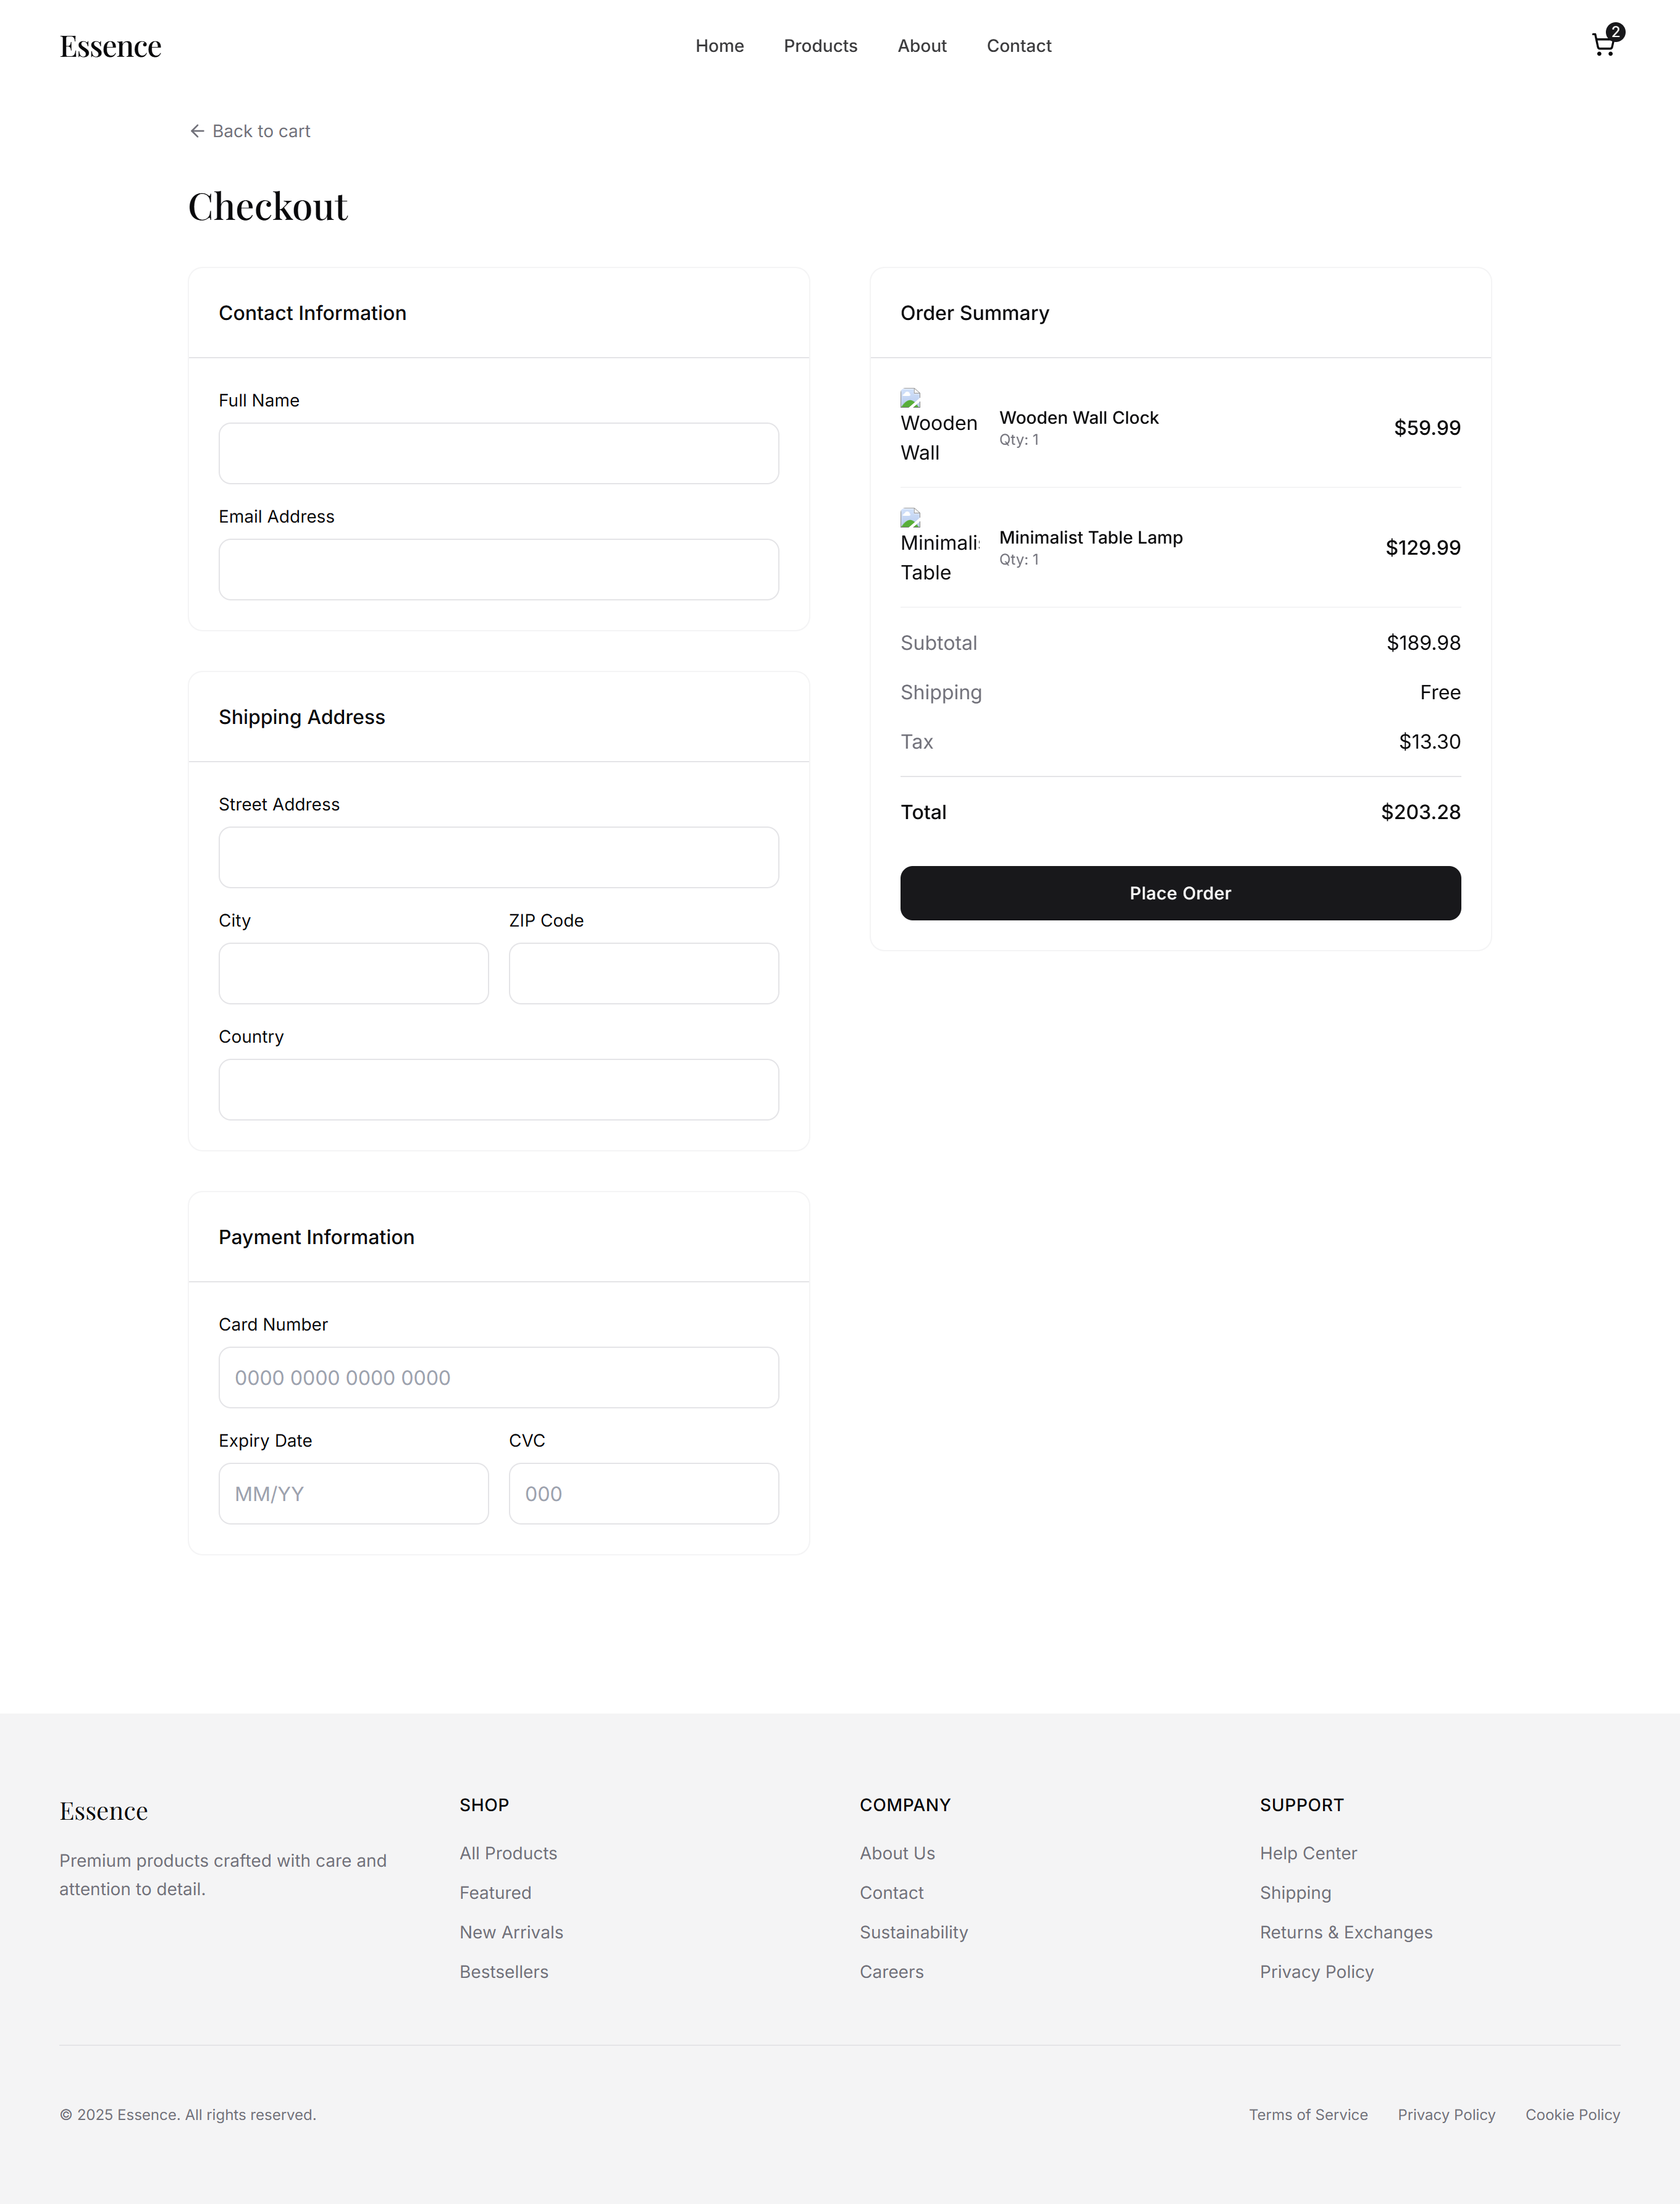 Essence
Home
Products
About
Contact
2
Back to cart
Checkout
Contact Information
Full Name
Email Address
Shipping Address
Street Address
City
ZIP Code
Country
Payment Information
Card Number
0000 0000 0000 0000
Expiry Date
CVC
MM/YY
000
Order Summary
Wooden
Wall
Wooden Wall Clock
Qty: 1
$59.99
Minimali
Table
Minimalist Table Lamp
Qty: 1
$129.99
Subtotal
$189.98
Shipping
Free
Tax
$13.30
Total
$203.28
Place Order
Essence
Premium products crafted with care and
attention to detail.
SHOP
All Products
Featured
New Arrivals
Bestsellers
COMPANY
About Us
Contact
Sustainability
Careers
SUPPORT
Help Center
Shipping
Returns & Exchanges
Privacy Policy
© 2025 Essence. All rights reserved.
Terms of Service
Privacy Policy
Cookie Policy